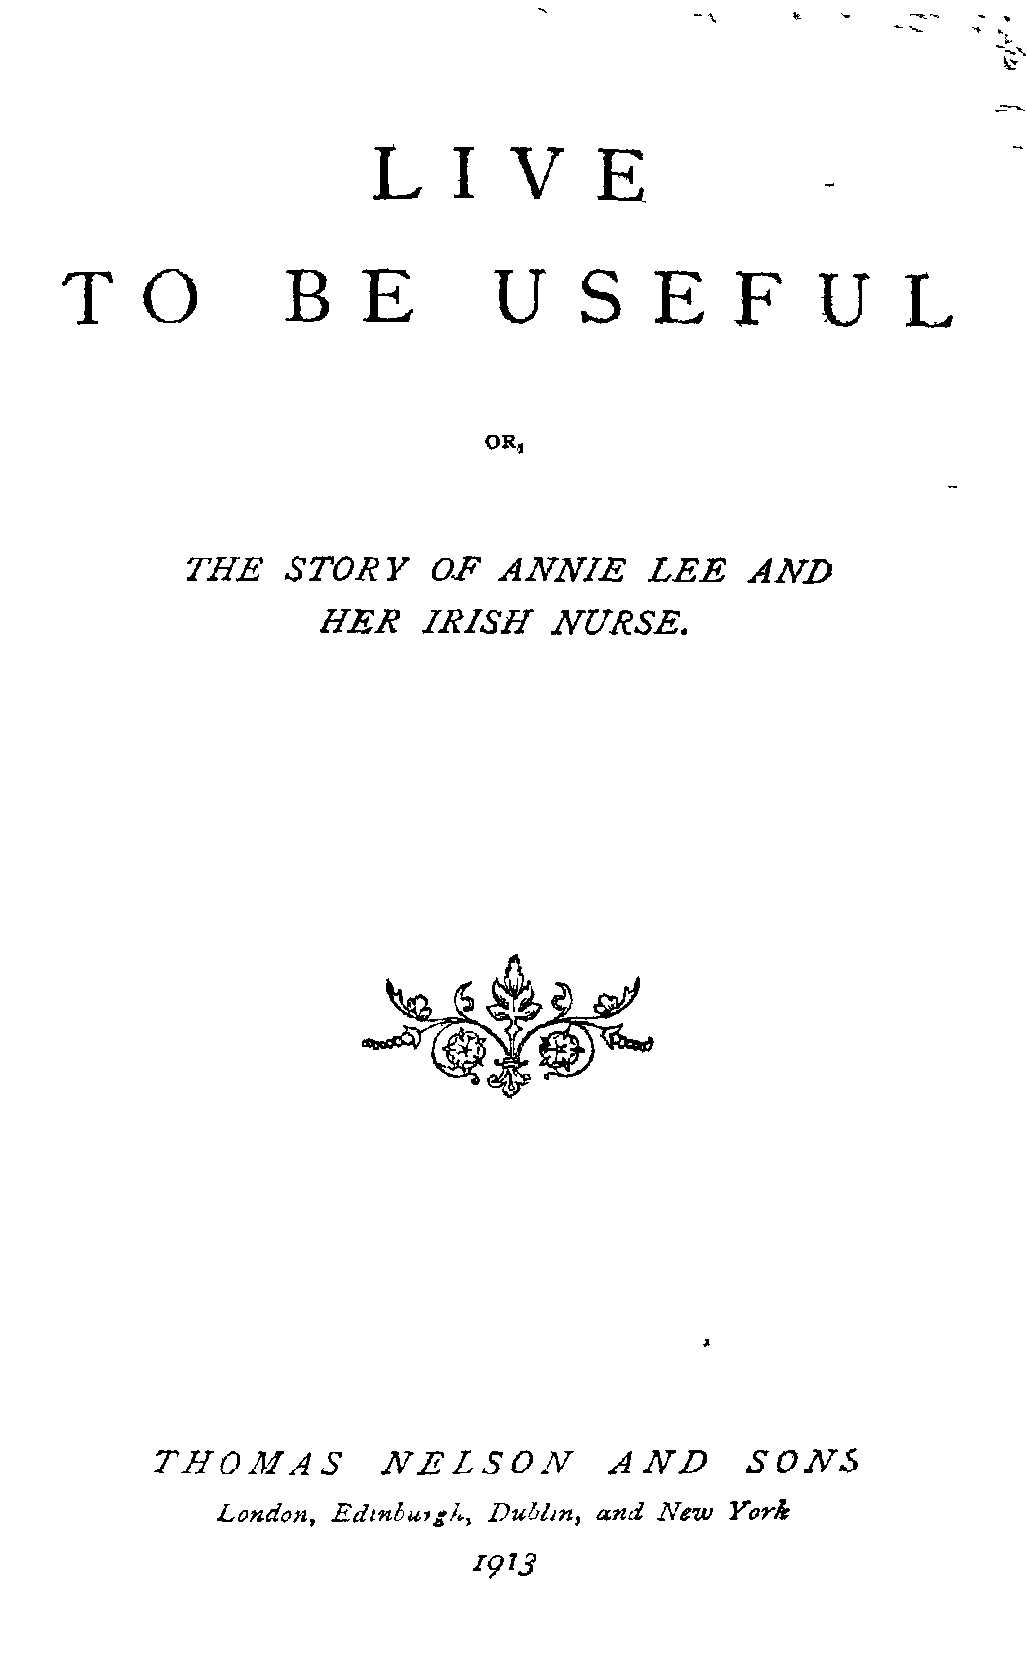 LIVE
TO BE USEFUL
OR,
THE STORY OF ANNIE LEE AND
HER IRISH NURSE.
THOMAS NELSON AND SONS
London, Edinburgh, Dublin, and New York
1913